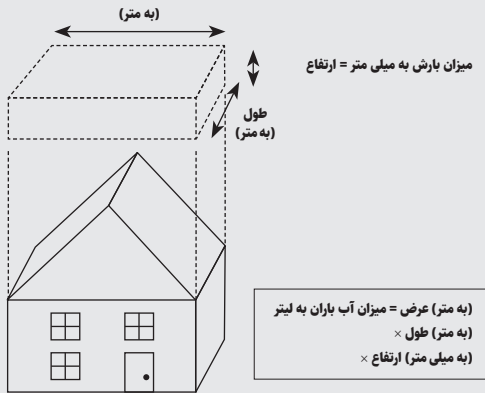 (به متر)
میزان بارش به میلی متر = ارتفاع
طول
(به متر)
(به متر) عرض = میزان آب باران به لیتر
(به متر) طول ×
(به میلی متر) ارتفاع ×